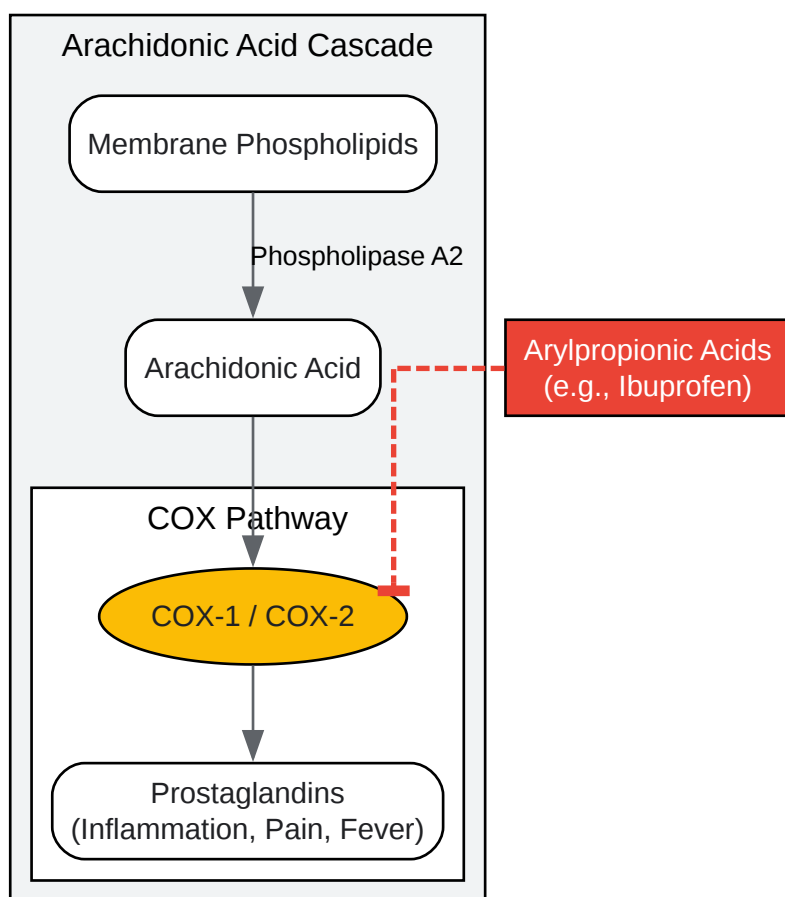 Arachidonic Acid Cascade
Membrane Phospholipids
Phospholipase A2
Arachidonic Acid
Arylpropionic Acids
(e.g., Ibuprofen)
COX Pathway
COX-1 / COX-2
Prostaglandins
(Inflammation, Pain, Fever)